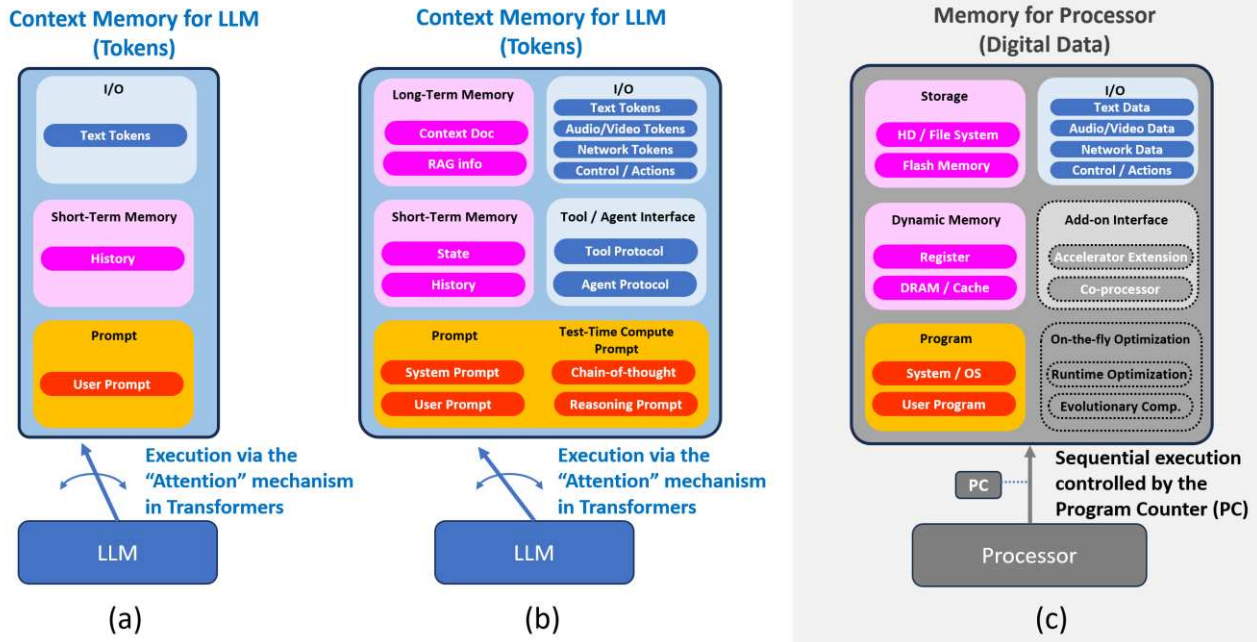 Context Memory for LLM
(Tokens)
I/O
Text Tokens
Short-Term Memory
History
Prompt
User Prompt
Execution via the
“Attention” mechanism
in Transformers
LLM
(a)
Context Memory for LLM
(Tokens)
Long-Term Memory
Context Doc
RAG info
I/O
Text Tokens
Audio/Video Tokens
Network Tokens
Control / Actions
Short-Term Memory
State
History
Tool / Agent Interface
Tool Protocol
Agent Protocol
Prompt
System Prompt
User Prompt
Test-Time Compute
Prompt
Chain-of-thought
Reasoning Prompt
Execution via the
“Attention” mechanism
in Transformers
LLM
(b)
Memory for Processor
(Digital Data)
Storage
HD / File System
Flash Memory
I/O
Text Data
Audio/Video Data
Network Data
Control / Actions
Dynamic Memory
Register
DRAM / Cache
Add-on Interface
Accelerator Extension
Co-processor
Program
System / OS
User Program
On-the-fly Optimization
Runtime Optimization
Evolutionary Comp.
PC
Sequential execution
controlled by the
Program Counter (PC)
Processor
(c)